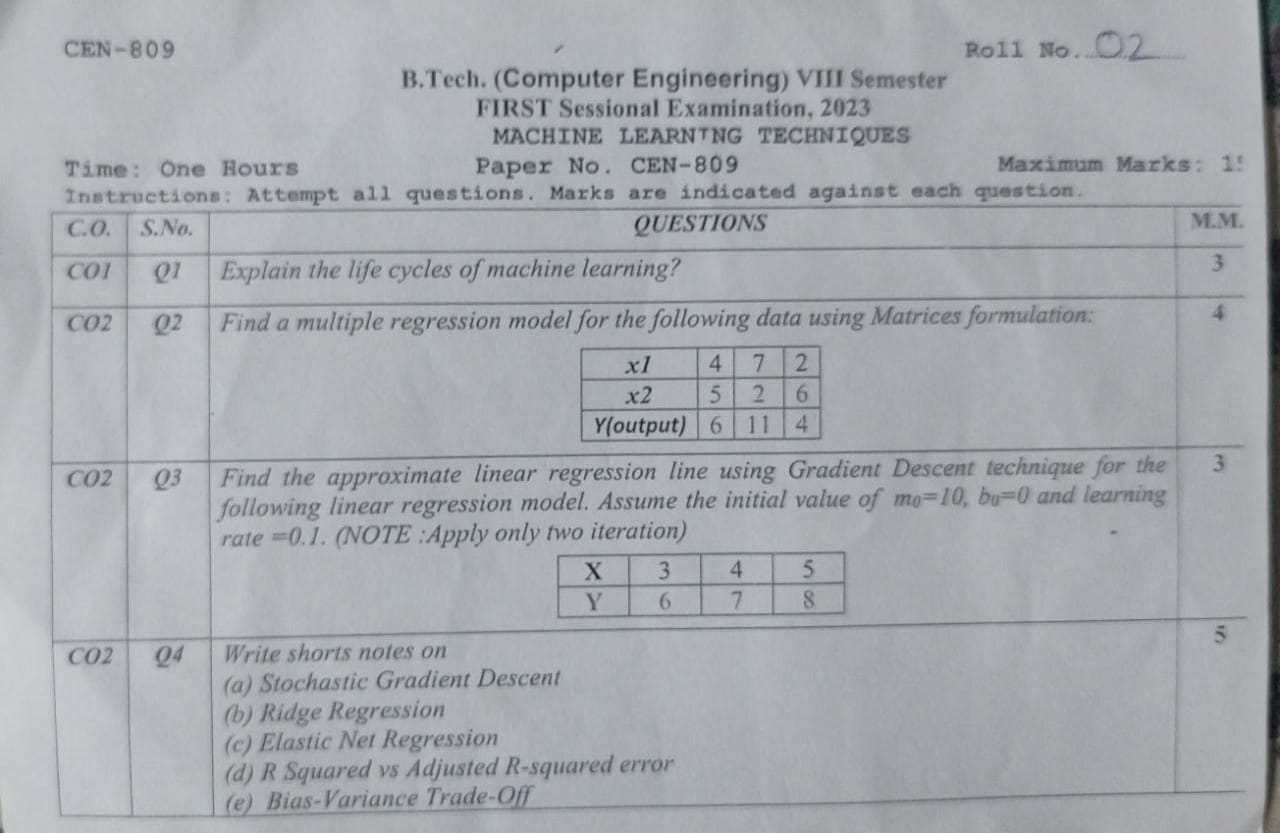 CEN-809
Roll No. 02
B.Tech. (Computer Engineering) VIII Semester
FIRST Sessional Examination, 2023
MACHINE LEARNING TECHNIQUES
Time: One Hours Paper No. CEN-809 Maximum Marks:
Instructions: Attempt all questions. Marks are indicated against each question.
C.O. S.No. QUESTIONS M.M.
CO1 Q1 Explain the life cycles of machine learning? 3
CO2 Q2 Find a multiple regression model for the following data using Matrices formulation: 4
x1 4 7 2
x2 5 2 6
Y(output) 6 11 4
CO2 Q3 Find the approximate linear regression line using Gradient Descent technique for the 3
following linear regression model. Assume the initial value of m₀=10, b₀=0 and learning
rate =0.1. (NOTE :Apply only two iteration)
X 3 4 5
Y 6 7 8
CO2 Q4 Write shorts notes on 5
(a) Stochastic Gradient Descent
(b) Ridge Regression
(c) Elastic Net Regression
(d) R Squared vs Adjusted R-squared error
(e) Bias-Variance Trade-Off